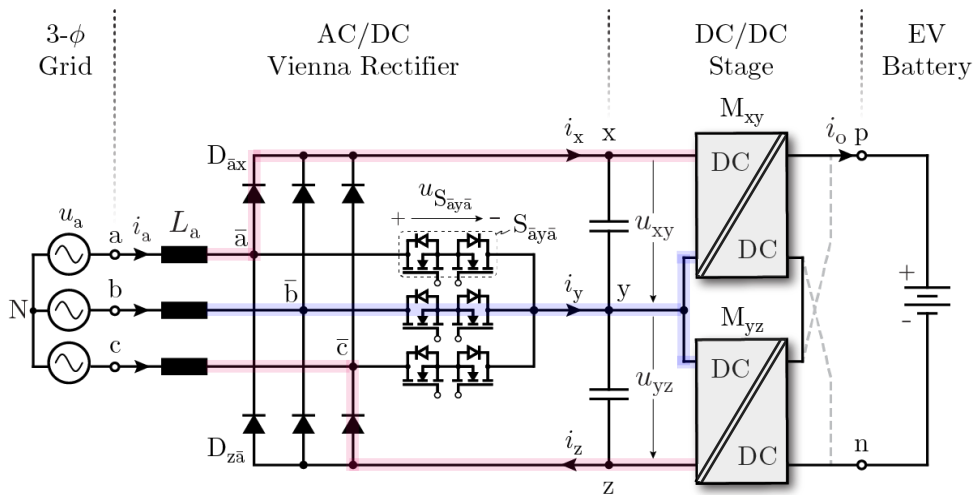 3-ϕ
Grid
AC/DC
Vienna Rectifier
DC/DC
Stage
EV
Battery
M_xy
i_x
x
i_o
p
D_āx
DC
u_S_āyā
+
-
S_āyā
u_a
a
i_a
L_a
ā
u_xy
DC
N
b
b̄
i_y
y
+
-
M_yz
c
c̄
DC
u_yz
D_zā
i_z
DC
n
z